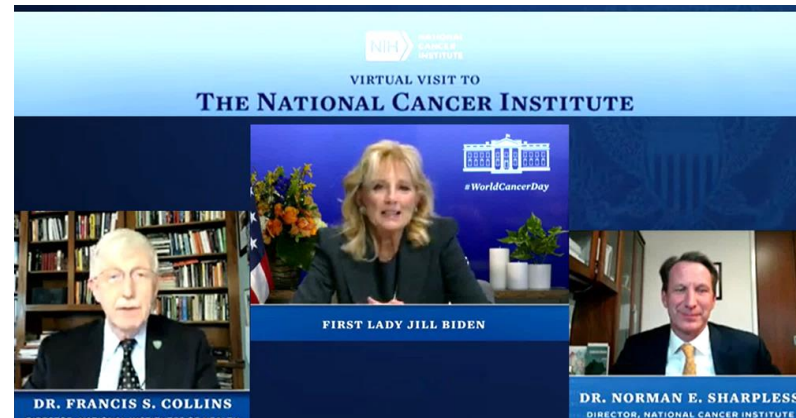 NIH
NATIONAL
CANCER
INSTITUTE
VIRTUAL VISIT TO
THE NATIONAL CANCER INSTITUTE
#WorldCancerDay
FIRST LADY JILL BIDEN
DR. FRANCIS S. COLLINS
DR. NORMAN E. SHARPLESS
DIRECTOR, NATIONAL CANCER INSTITUTE